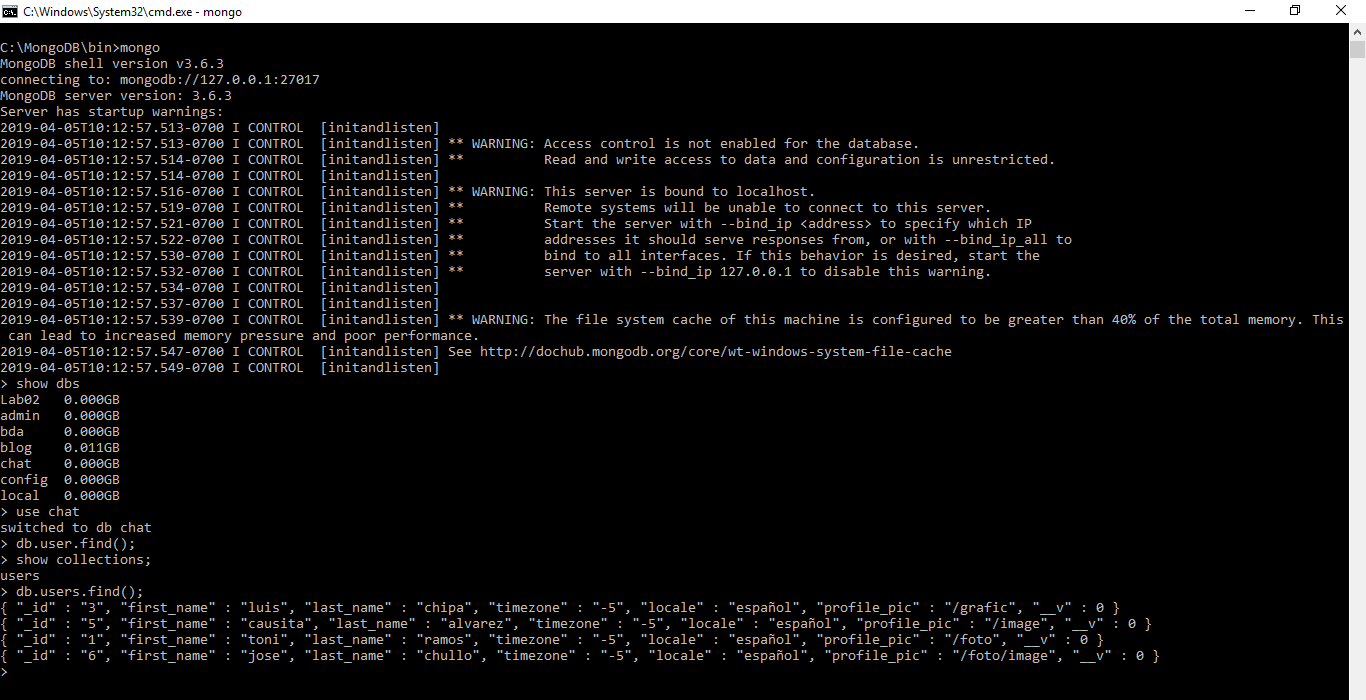 C:\Windows\System32\cmd.exe - mongo
C:\MongoDB\bin>mongo
MongoDB shell version v3.6.3
connecting to: mongodb://127.0.0.1:27017
MongoDB server version: 3.6.3
Server has startup warnings:
2019-04-05T10:12:57.513-0700 I CONTROL  [initandlisten]
2019-04-05T10:12:57.513-0700 I CONTROL  [initandlisten] ** WARNING: Access control is not enabled for the database.
2019-04-05T10:12:57.514-0700 I CONTROL  [initandlisten] **          Read and write access to data and configuration is unrestricted.
2019-04-05T10:12:57.514-0700 I CONTROL  [initandlisten]
2019-04-05T10:12:57.516-0700 I CONTROL  [initandlisten] ** WARNING: This server is bound to localhost.
2019-04-05T10:12:57.519-0700 I CONTROL  [initandlisten] **          Remote systems will be unable to connect to this server.
2019-04-05T10:12:57.521-0700 I CONTROL  [initandlisten] **          Start the server with --bind_ip <address> to specify which IP
2019-04-05T10:12:57.522-0700 I CONTROL  [initandlisten] **          addresses it should serve responses from, or with --bind_ip_all to
2019-04-05T10:12:57.530-0700 I CONTROL  [initandlisten] **          bind to all interfaces. If this behavior is desired, start the
2019-04-05T10:12:57.532-0700 I CONTROL  [initandlisten] **          server with --bind_ip 127.0.0.1 to disable this warning.
2019-04-05T10:12:57.534-0700 I CONTROL  [initandlisten]
2019-04-05T10:12:57.537-0700 I CONTROL  [initandlisten]
2019-04-05T10:12:57.539-0700 I CONTROL  [initandlisten] ** WARNING: The file system cache of this machine is configured to be greater than 40% of the total memory. This
 can lead to increased memory pressure and poor performance.
2019-04-05T10:12:57.547-0700 I CONTROL  [initandlisten] See http://dochub.mongodb.org/core/wt-windows-system-file-cache
2019-04-05T10:12:57.549-0700 I CONTROL  [initandlisten]
> show dbs
Lab02   0.000GB
admin   0.000GB
bda     0.000GB
blog    0.011GB
chat    0.000GB
config  0.000GB
local   0.000GB
> use chat
switched to db chat
> db.user.find();
> show collections;
users
> db.users.find();
{ "_id" : "3", "first_name" : "luis", "last_name" : "chipa", "timezone" : "-5", "locale" : "español", "profile_pic" : "/grafic", "__v" : 0 }
{ "_id" : "5", "first_name" : "causita", "last_name" : "alvarez", "timezone" : "-5", "locale" : "español", "profile_pic" : "/image", "__v" : 0 }
{ "_id" : "1", "first_name" : "toni", "last_name" : "ramos", "timezone" : "-5", "locale" : "español", "profile_pic" : "/foto", "__v" : 0 }
{ "_id" : "6", "first_name" : "jose", "last_name" : "chullo", "timezone" : "-5", "locale" : "español", "profile_pic" : "/foto/image", "__v" : 0 }
>